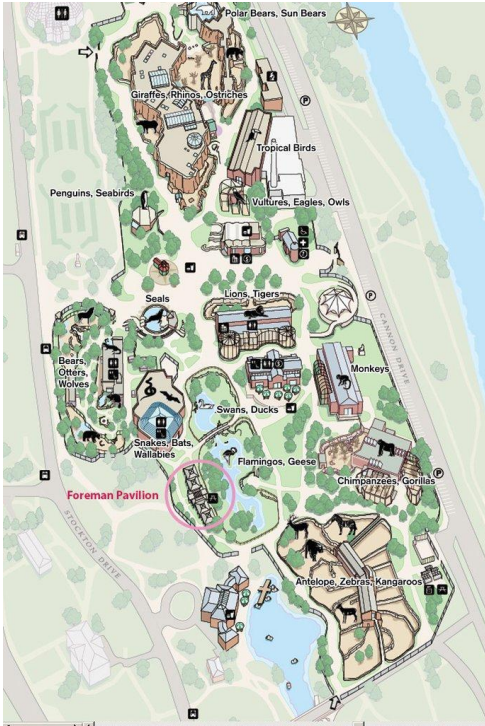 Polar Bears, Sun Bears
Giraffes, Rhinos, Ostriches
P
Tropical Birds
Penguins, Seabirds
Vultures, Eagles, Owls
Seals
Lions, Tigers
P
CANNON DRIVE
Bears,
Otters,
Wolves
Monkeys
Swans, Ducks
Snakes, Bats,
Wallabies
Flamingos, Geese
Chimpanzees, Gorillas
P
Foreman Pavilion
STOCKTON DRIVE
Antelope, Zebras, Kangaroos